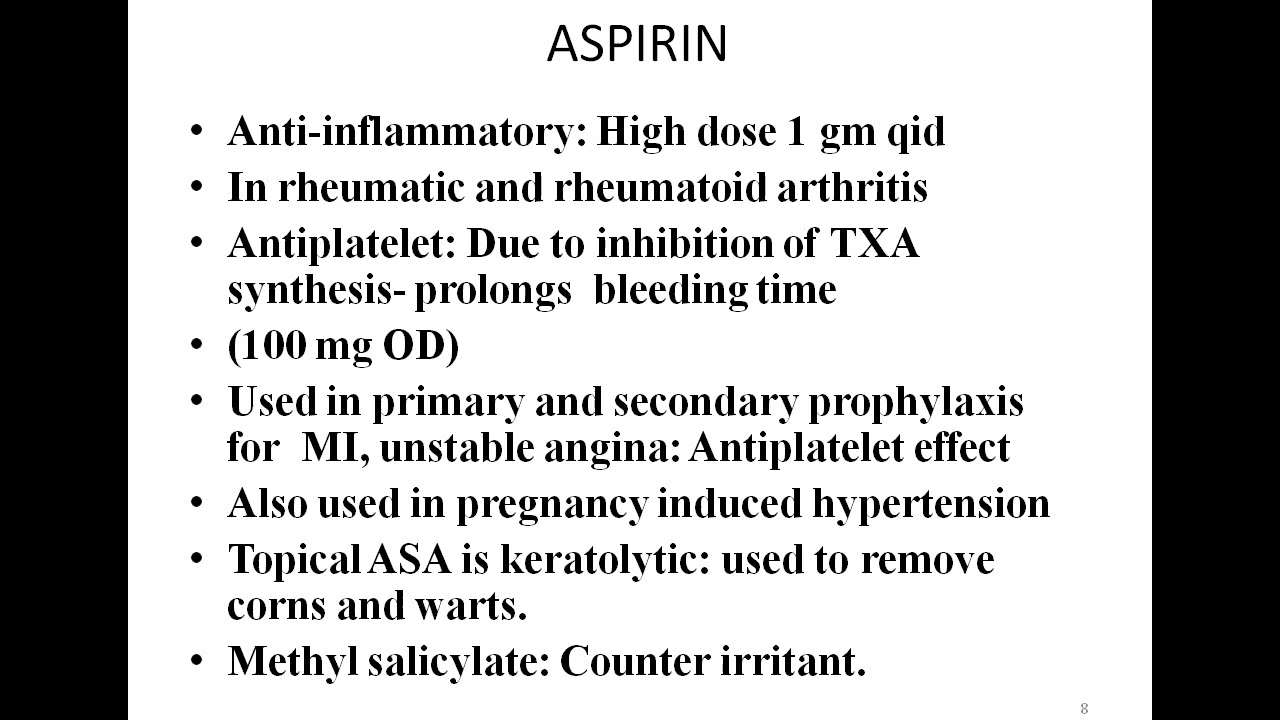 ASPIRIN
• Anti-inflammatory: High dose 1 gm qid
• In rheumatic and rheumatoid arthritis
• Antiplatelet: Due to inhibition of TXA
synthesis- prolongs bleeding time
• (100 mg OD)
• Used in primary and secondary prophylaxis
for MI, unstable angina: Antiplatelet effect
• Also used in pregnancy induced hypertension
• Topical ASA is keratolytic: used to remove
corns and warts.
• Methyl salicylate: Counter irritant.
8